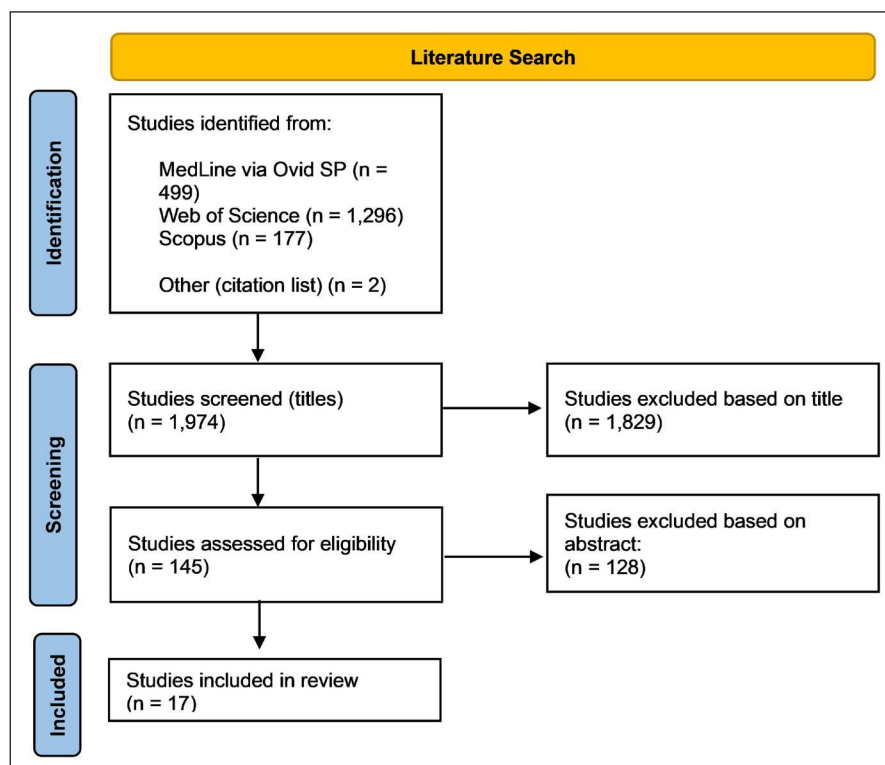 Literature Search
Identification
Studies identified from:
MedLine via Ovid SP (n =
499)
Web of Science (n = 1,296)
Scopus (n = 177)
Other (citation list) (n = 2)
Screening
Studies screened (titles)
(n = 1,974)
Studies excluded based on title
(n = 1,829)
Studies assessed for eligibility
(n = 145)
Studies excluded based on
abstract:
(n = 128)
Included
Studies included in review
(n = 17)